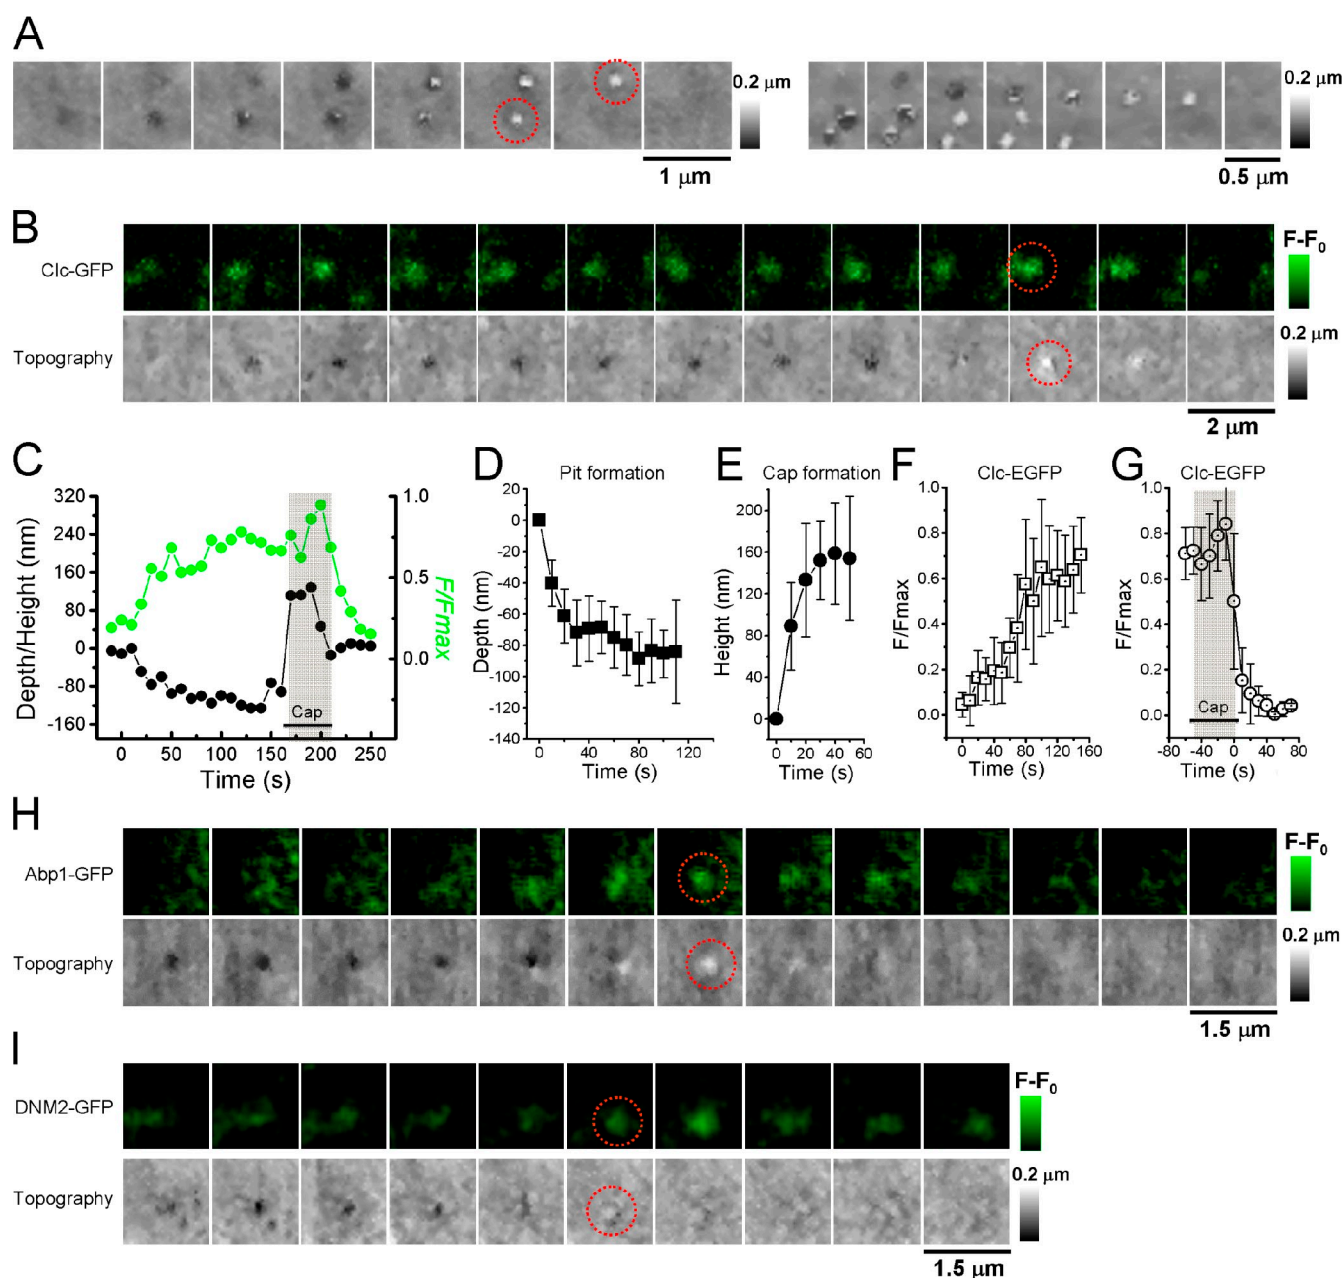 A
0.2 μm
1 μm
0.2 μm
0.5 μm
B
Clc-GFP
F-F0
Topography
0.2 μm
2 μm
C
Depth/Height (nm)
320
240
160
80
0
-80
-160
1.0
0.5
0.0
F/Fmax
Cap
0 50 100 150 200 250
Time (s)
D
Pit formation
Depth (nm)
20
0
-20
-40
-60
-80
-100
-120
-140
0 40 80 120
Time (s)
E
Cap formation
Height (nm)
200
160
120
80
40
0
0 20 40 60
Time (s)
F
Clc-EGFP
F/Fmax
1.0
0.8
0.6
0.4
0.2
0.0
0 40 80 120 160
Time (s)
G
Clc-EGFP
F/Fmax
1.0
0.8
0.6
0.4
0.2
0.0
Cap
-80 -40 0 40 80
Time (s)
H
Abp1-GFP
F-F0
Topography
0.2 μm
1.5 μm
I
DNM2-GFP
F-F0
Topography
0.2 μm
1.5 μm